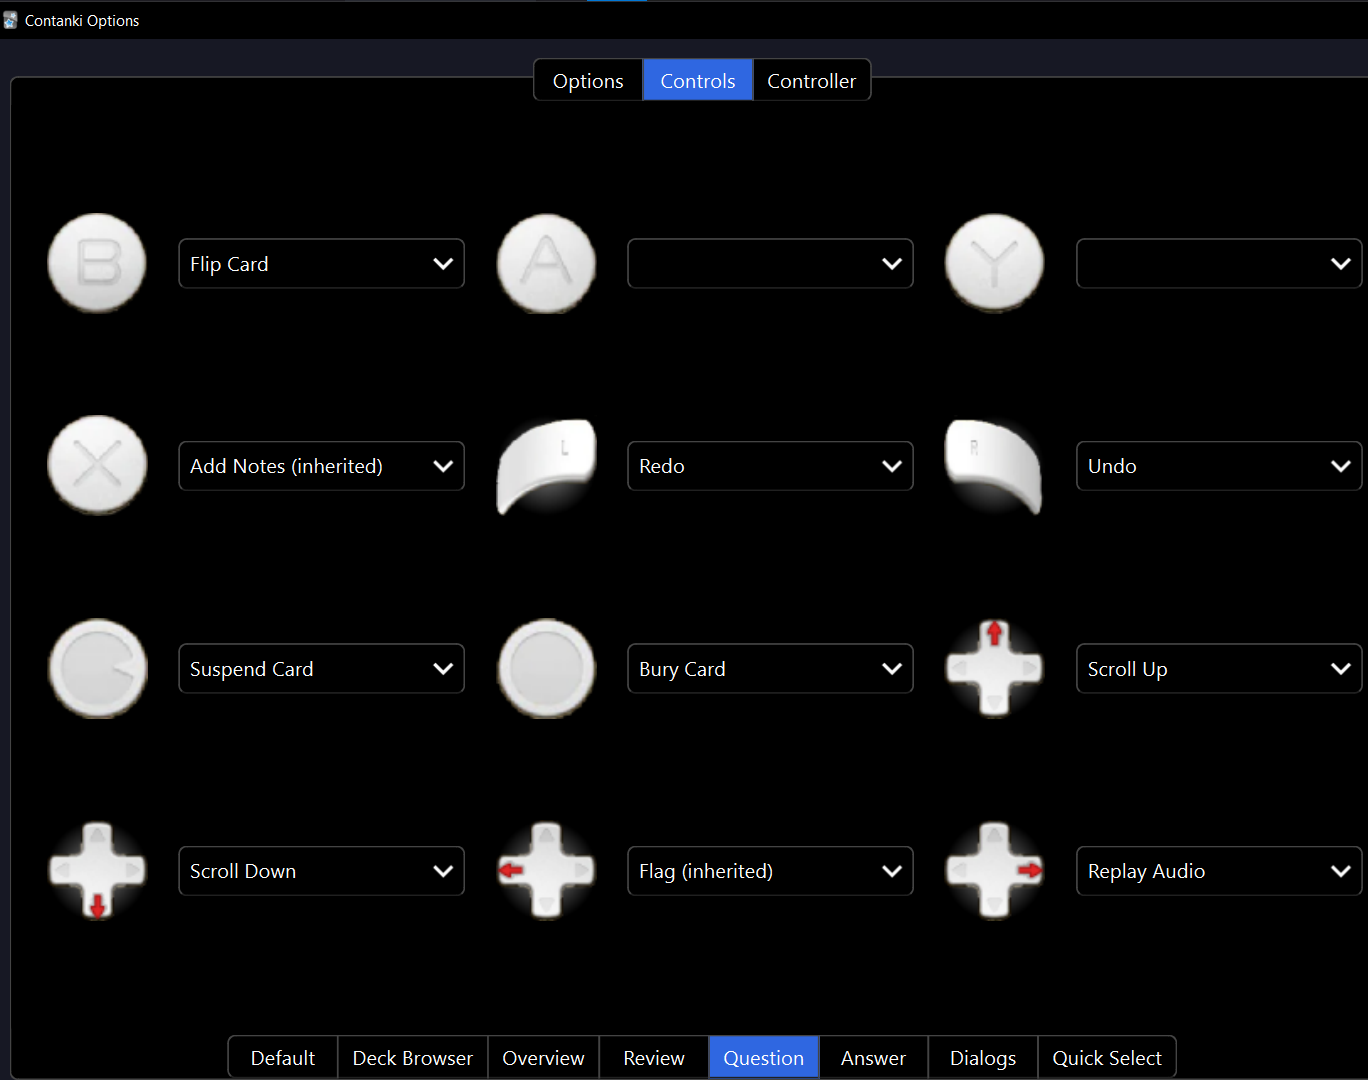 Contanki Options
Options Controls Controller
B Flip Card A Y
X Add Notes (inherited) L Redo R Undo
Suspend Card Bury Card Scroll Up
Scroll Down Flag (inherited) Replay Audio
Default Deck Browser Overview Review Question Answer Dialogs Quick Select